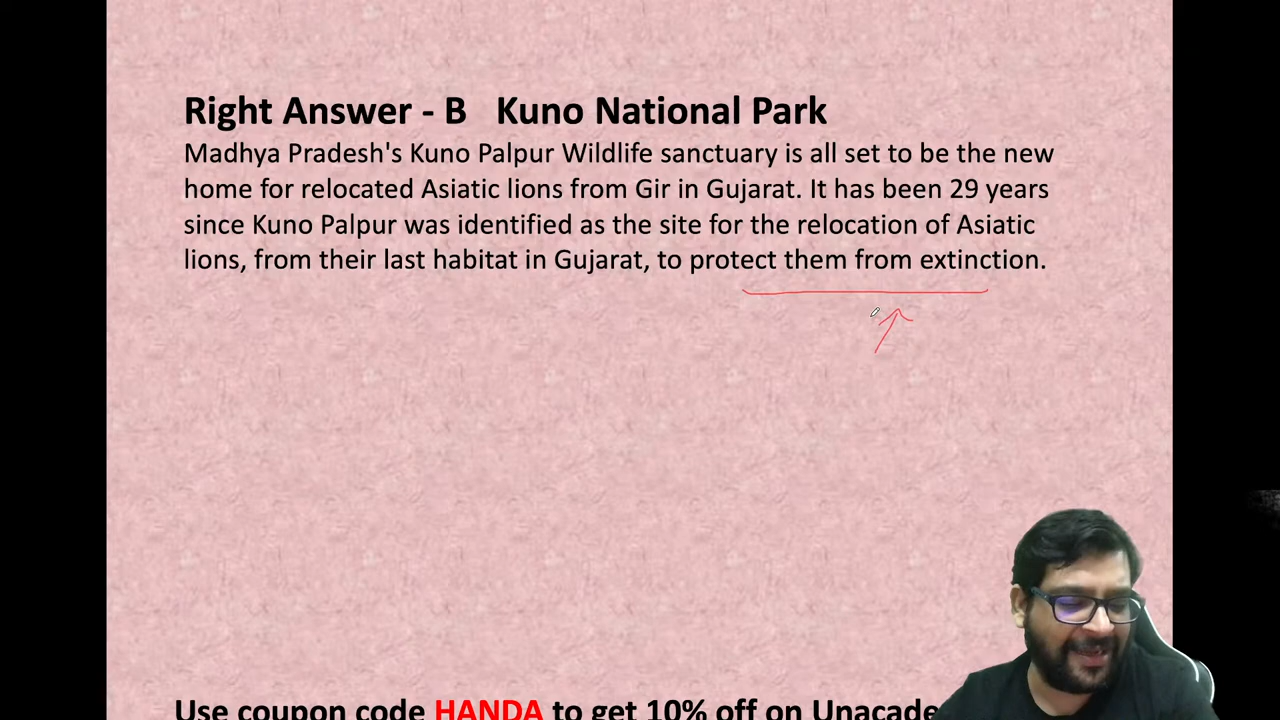 Right Answer - B   Kuno National Park
Madhya Pradesh's Kuno Palpur Wildlife sanctuary is all set to be the new
home for relocated Asiatic lions from Gir in Gujarat. It has been 29 years
since Kuno Palpur was identified as the site for the relocation of Asiatic
lions, from their last habitat in Gujarat, to protect them from extinction.
Use coupon code HANDA to get 10% off on Unacade